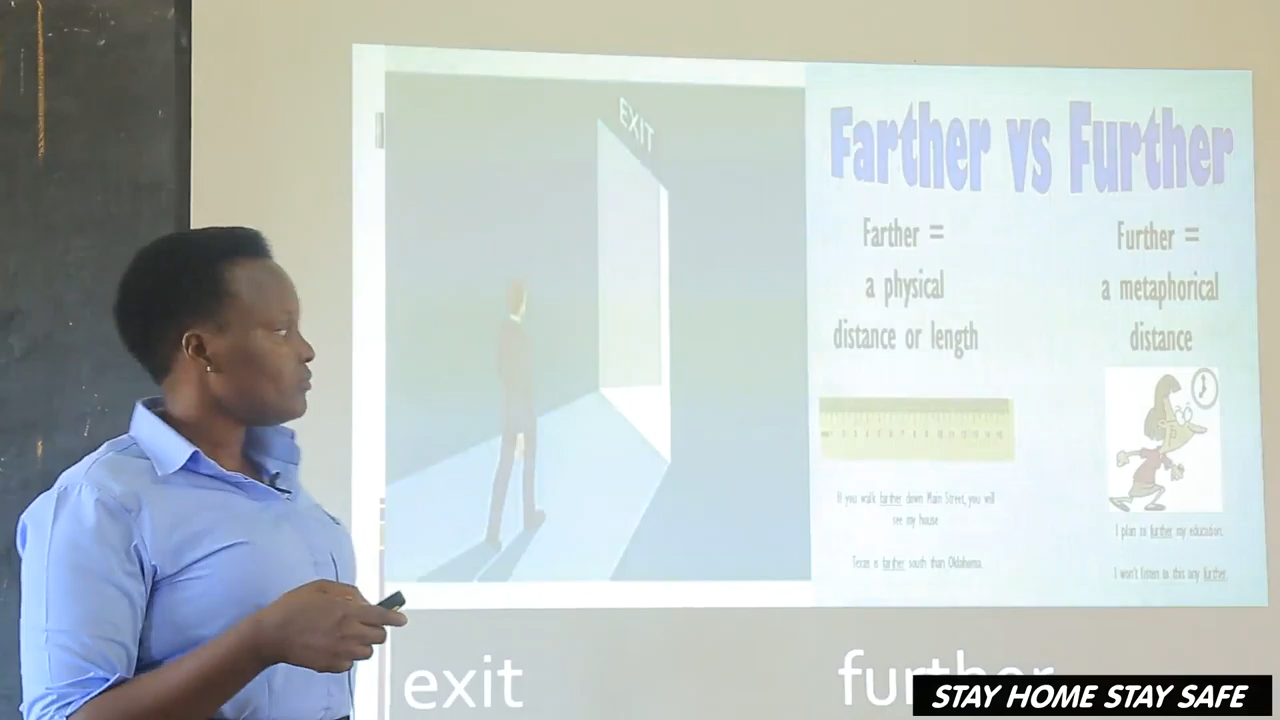 EXIT
Farther vs Further
Farther =
a physical
distance or length
If you walk farther down Main Street, you will
see my house
Texas is farther south than Oklahoma.
Further =
a metaphorical
distance
I plan to further my education.
I won't listen to this any further.
exit
further
STAY HOME STAY SAFE